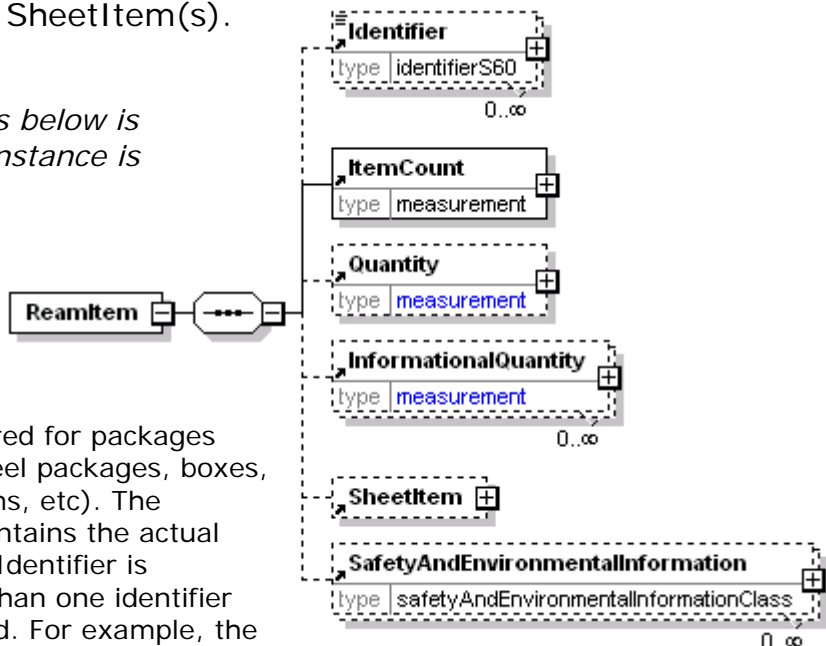 SheetItem(s).
s below is
nstance is
red for packages
eel packages, boxes,
ns, etc). The
ntains the actual
Identifier is
than one identifier
d. For example, the
ReamItem
Identifier
type identifierS60
0..∞
ItemCount
type measurement
Quantity
type measurement
InformationalQuantity
type measurement
0..∞
SheetItem
SafetyAndEnvironmentalInformation
type safetyAndEnvironmentalInformationClass
0..∞